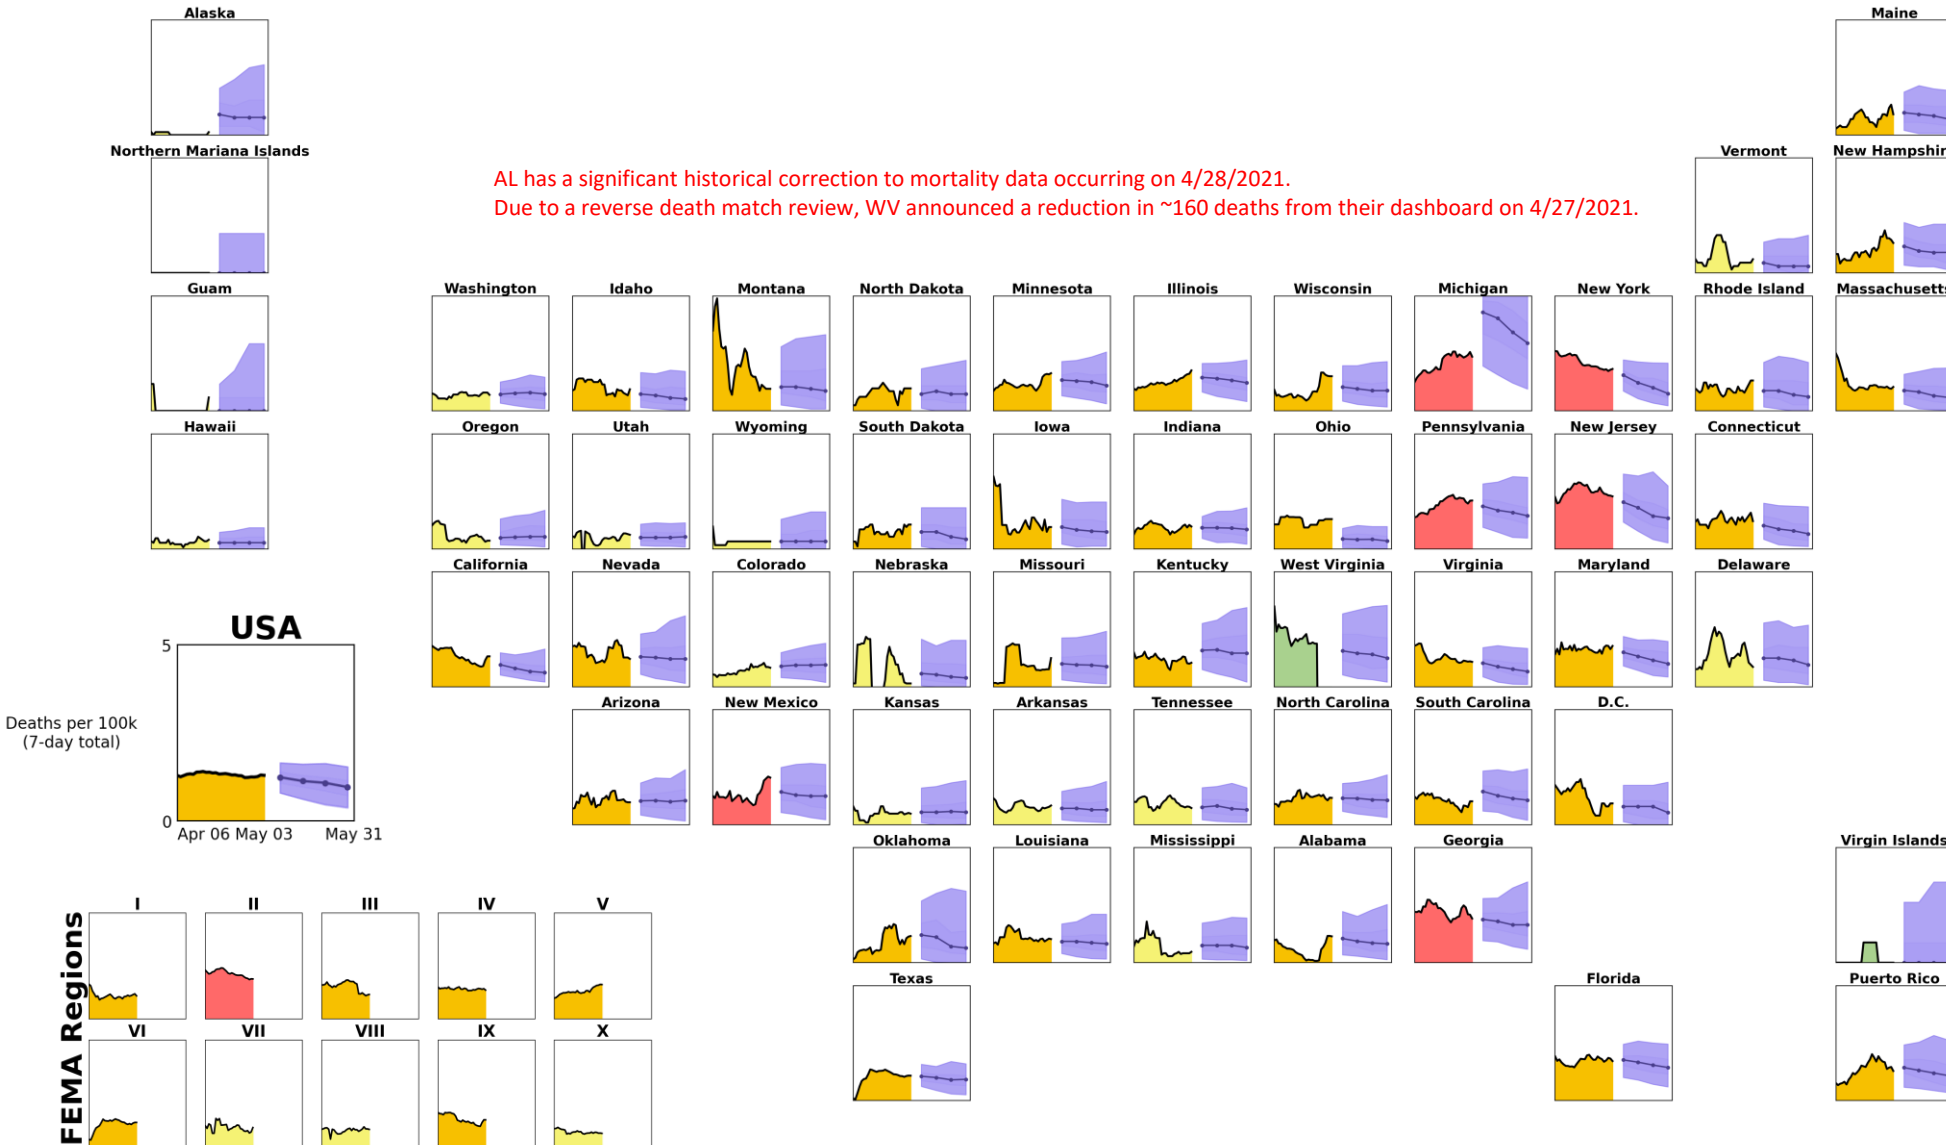 Alaska
Maine
Northern Mariana Islands
AL has a significant historical correction to mortality data occurring on 4/28/2021.
Due to a reverse death match review, WV announced a reduction in ~160 deaths from their dashboard on 4/27/2021.
Vermont
New Hampshir
Guam
Washington
Idaho
Montana
North Dakota
Minnesota
Illinois
Wisconsin
Michigan
New York
Rhode Island
Massachusetts
Hawaii
Oregon
Utah
Wyoming
South Dakota
Iowa
Indiana
Ohio
Pennsylvania
New Jersey
Connecticut
California
Nevada
Colorado
Nebraska
Missouri
Kentucky
West Virginia
Virginia
Maryland
Delaware
USA
5
Deaths per 100k
(7-day total)
0
Apr 06 May 03 May 31
Arizona
New Mexico
Kansas
Arkansas
Tennessee
North Carolina
South Carolina
D.C.
Oklahoma
Louisiana
Mississippi
Alabama
Georgia
Virgin Islands
Texas
Florida
Puerto Rico
FEMA Regions
I
II
III
IV
V
VI
VII
VIII
IX
X